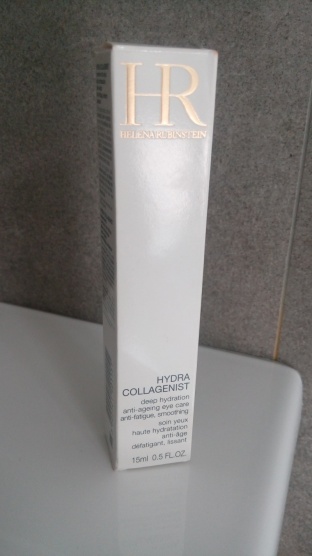 HR
HELENA RUBINSTEIN
HYDRA
COLLAGENIST
deep hydration
anti-ageing eye care
anti-fatigue, smoothing
soin yeux
haute hydratation
anti-âge
défatigant, lissant
15ml 0.5 FL.OZ.